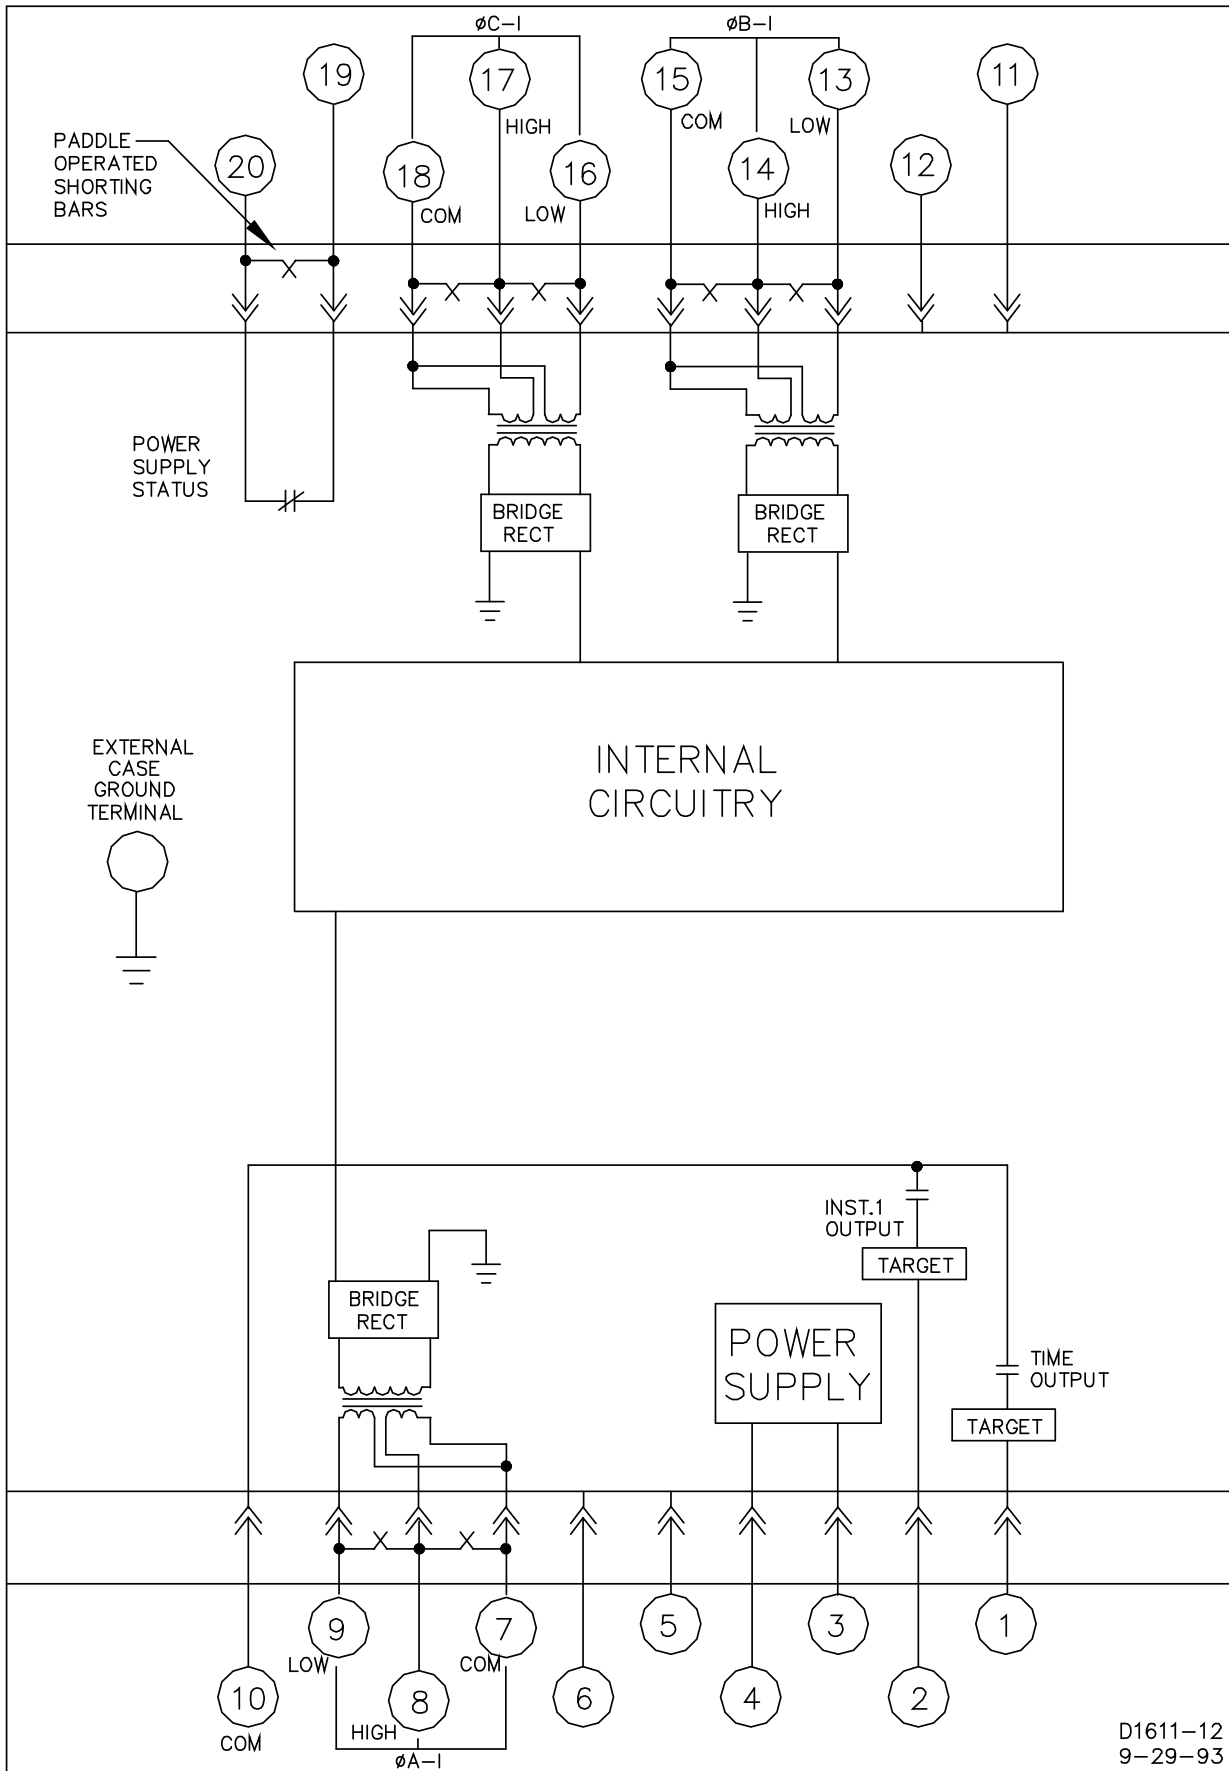 øC-I
øB-I
19
17
15
13
11
HIGH
COM
LOW
PADDLE
OPERATED
SHORTING
BARS
20
18
16
14
12
COM
LOW
HIGH
POWER
SUPPLY
STATUS
BRIDGE
RECT
BRIDGE
RECT
INTERNAL
CIRCUITRY
EXTERNAL
CASE
GROUND
TERMINAL
INST.1
OUTPUT
TARGET
BRIDGE
RECT
POWER
SUPPLY
TIME
OUTPUT
TARGET
9
7
5
3
1
LOW
COM
10
8
6
4
2
COM
HIGH
øA-I
D1611-12
9-29-93